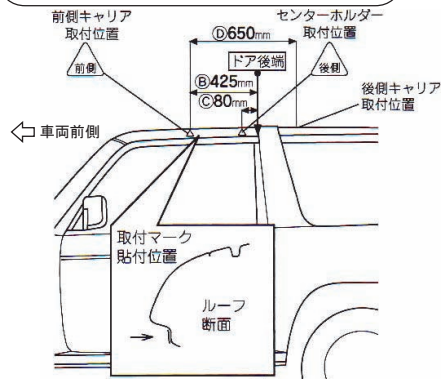 前側キャリア
取付位置
前側
Ⓓ650mm
センターホルダー
取付位置
後側
ドア後端
Ⓑ425mm
Ⓒ80mm
後側キャリア
取付位置
車両前側
取付マーク
貼付位置
ルーフ
断面